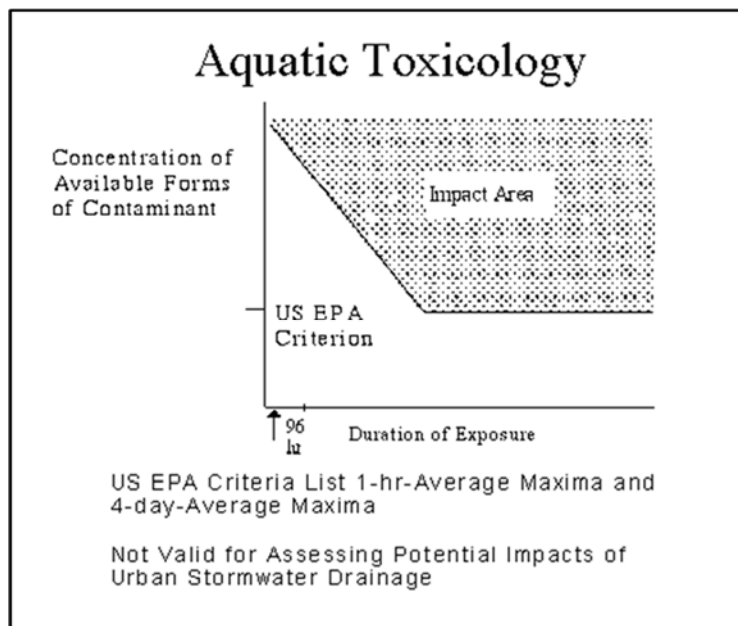 Aquatic Toxicology
Concentration of
Available Forms
of Contaminant
Impact Area
US EPA
Criterion
96
hr
Duration of Exposure
US EPA Criteria List 1-hr-Average Maxima and
4-day-Average Maxima
Not Valid for Assessing Potential Impacts of
Urban Stormwater Drainage